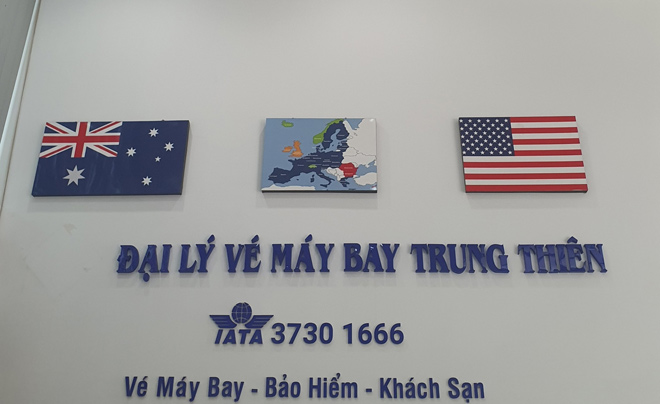 ĐẠI LÝ VÉ MÁY BAY TRUNG THIÊN
IATA 3730 1666
Vé Máy Bay - Bảo Hiểm - Khách Sạn